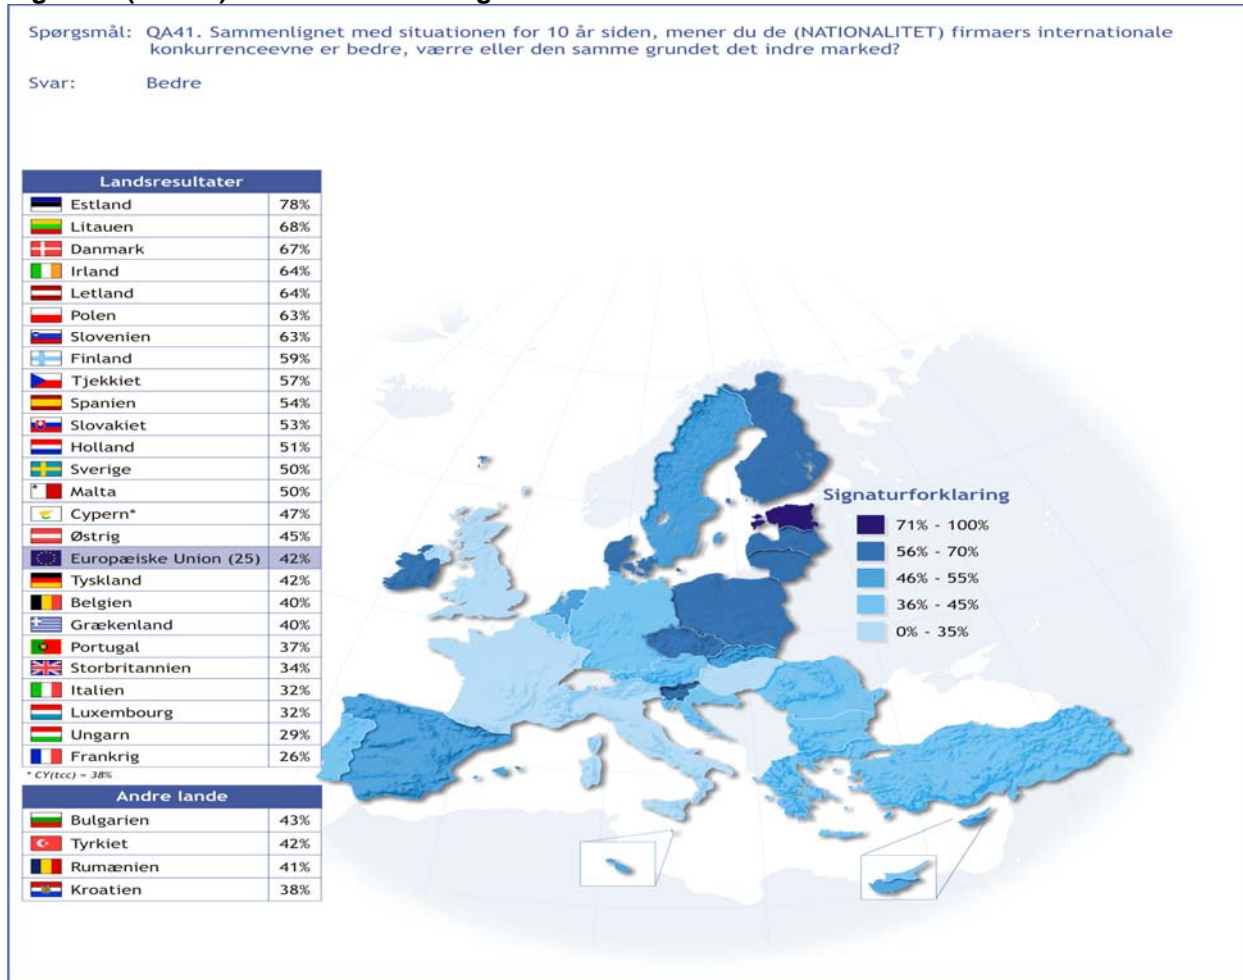 Spørgsmål: QA41. Sammenlignet med situationen for 10 år siden, mener du de (NATIONALITET) firmaers internationale
konkurrenceevne er bedre, værre eller den samme grundet det indre marked?
Svar: Bedre
Landsresultater
Estland 78%
Litauen 68%
Danmark 67%
Irland 64%
Letland 64%
Polen 63%
Slovenien 63%
Finland 59%
Tjekkiet 57%
Spanien 54%
Slovakiet 53%
Holland 51%
Sverige 50%
Malta 50%
Cypern* 47%
Østrig 45%
Europæiske Union (25) 42%
Tyskland 42%
Belgien 40%
Grækenland 40%
Portugal 37%
Storbritannien 34%
Italien 32%
Luxembourg 32%
Ungarn 29%
Frankrig 26%
* CY(tcc) = 38%
Andre lande
Bulgarien 43%
Tyrkiet 42%
Rumænien 41%
Kroatien 38%
Signaturforklaring
71% - 100%
56% - 70%
46% - 55%
36% - 45%
0% - 35%